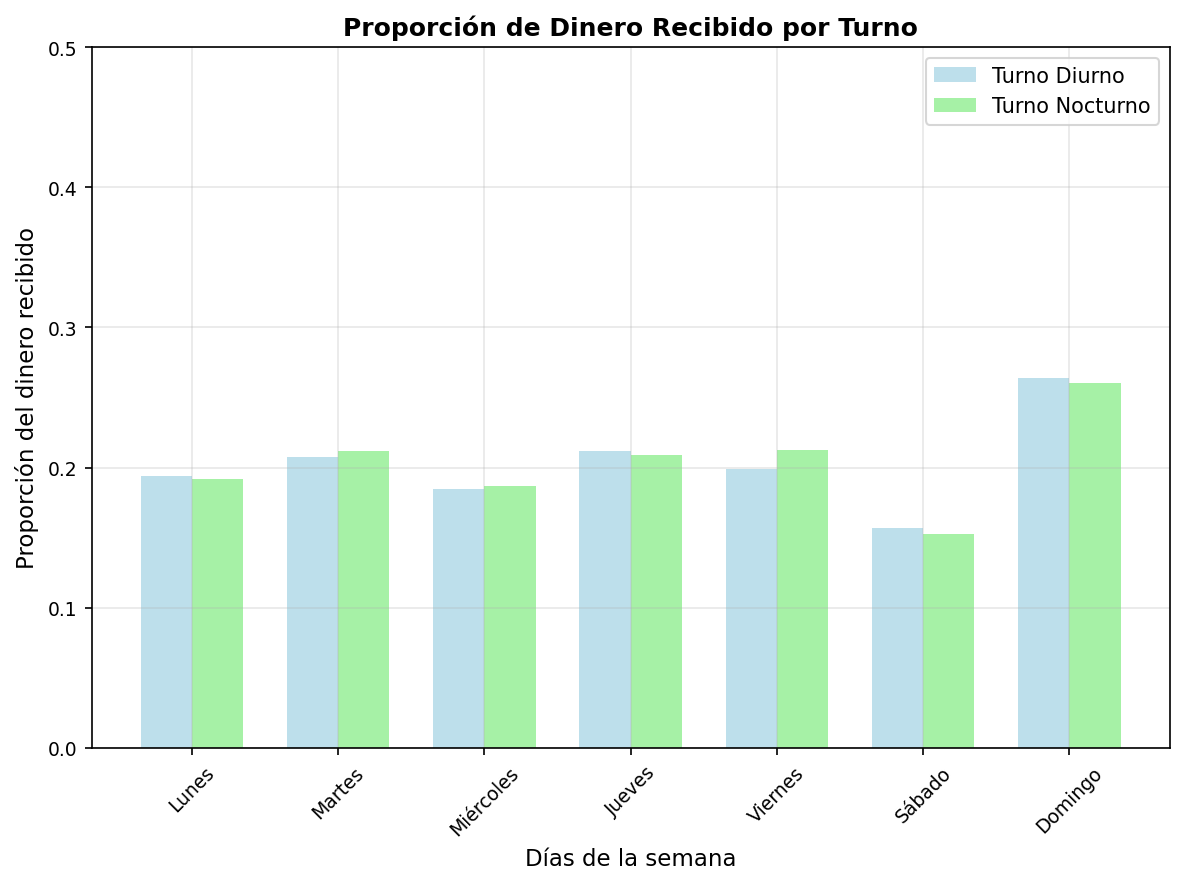 Proporción de Dinero Recibido por Turno
Turno Diurno
Turno Nocturno
Proporción del dinero recibido
0.5
0.4
0.3
0.2
0.1
0.0
Lunes
Martes
Miércoles
Jueves
Viernes
Sábado
Domingo
Días de la semana